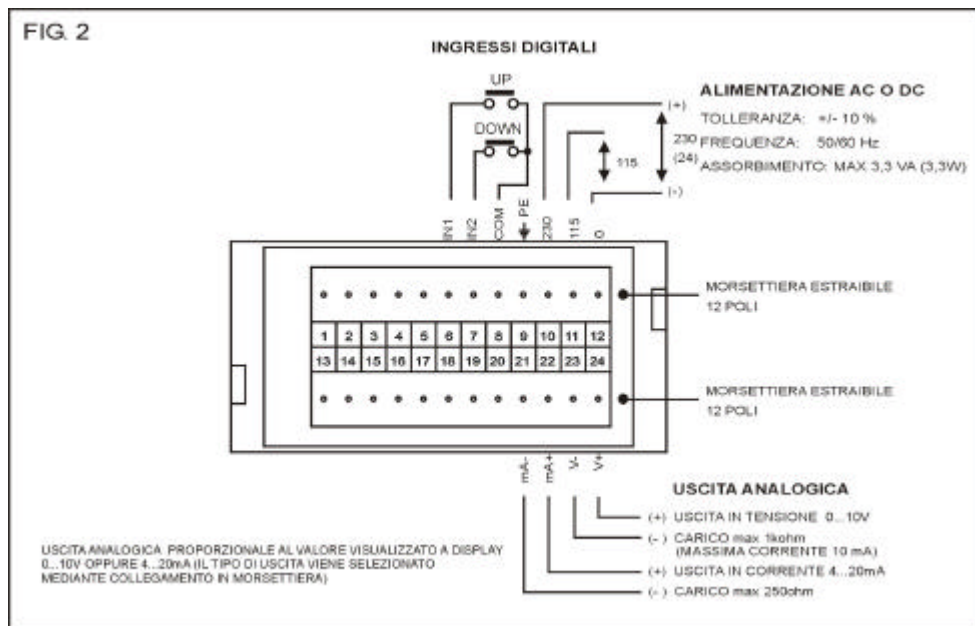 FIG. 2
INGRESSI DIGITALI
UP
DOWN
ALIMENTAZIONE AC O DC
TOLLERANZA: +/- 10 %
FREQUENZA: 50/60 Hz
ASSORBIMENTO: MAX 3,3 VA (3,3W)
(+)
230
(24)
115
(-)
IN1
IN2
COM
PE
230
115
0
MORSETTIERA ESTRAIBILE
12 POLI
1 2 3 4 5 6 7 8 9 10 11 12
13 14 15 16 17 18 19 20 21 22 23 24
MORSETTIERA ESTRAIBILE
12 POLI
mA-
mA+
V-
V+
USCITA ANALOGICA
(+) USCITA IN TENSIONE 0...10V
(-) CARICO max 1kohm
(MASSIMA CORRENTE 10 mA)
(+) USCITA IN CORRENTE 4...20mA
(-) CARICO max 250ohm
USCITA ANALOGICA PROPORZIONALE AL VALORE VISUALIZZATO A DISPLAY
0...10V OPPURE 4...20mA (IL TIPO DI USCITA VIENE SELEZIONATO
MEDIANTE COLLEGAMENTO IN MORSETTIERA)